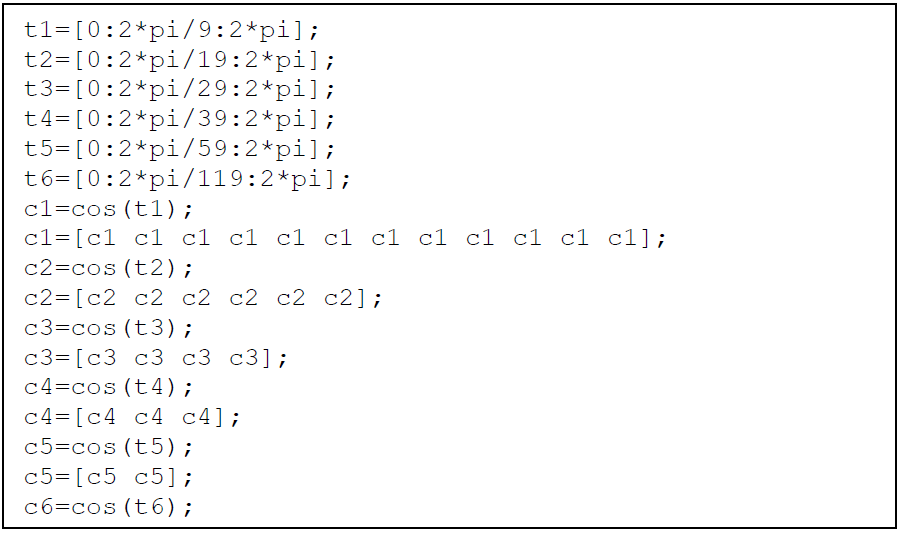 t1=[0:2*pi/9:2*pi];
t2=[0:2*pi/19:2*pi];
t3=[0:2*pi/29:2*pi];
t4=[0:2*pi/39:2*pi];
t5=[0:2*pi/59:2*pi];
t6=[0:2*pi/119:2*pi];
c1=cos(t1);
c1=[c1 c1 c1 c1 c1 c1 c1 c1 c1 c1 c1 c1];
c2=cos(t2);
c2=[c2 c2 c2 c2 c2 c2];
c3=cos(t3);
c3=[c3 c3 c3 c3];
c4=cos(t4);
c4=[c4 c4 c4];
c5=cos(t5);
c5=[c5 c5];
c6=cos(t6);